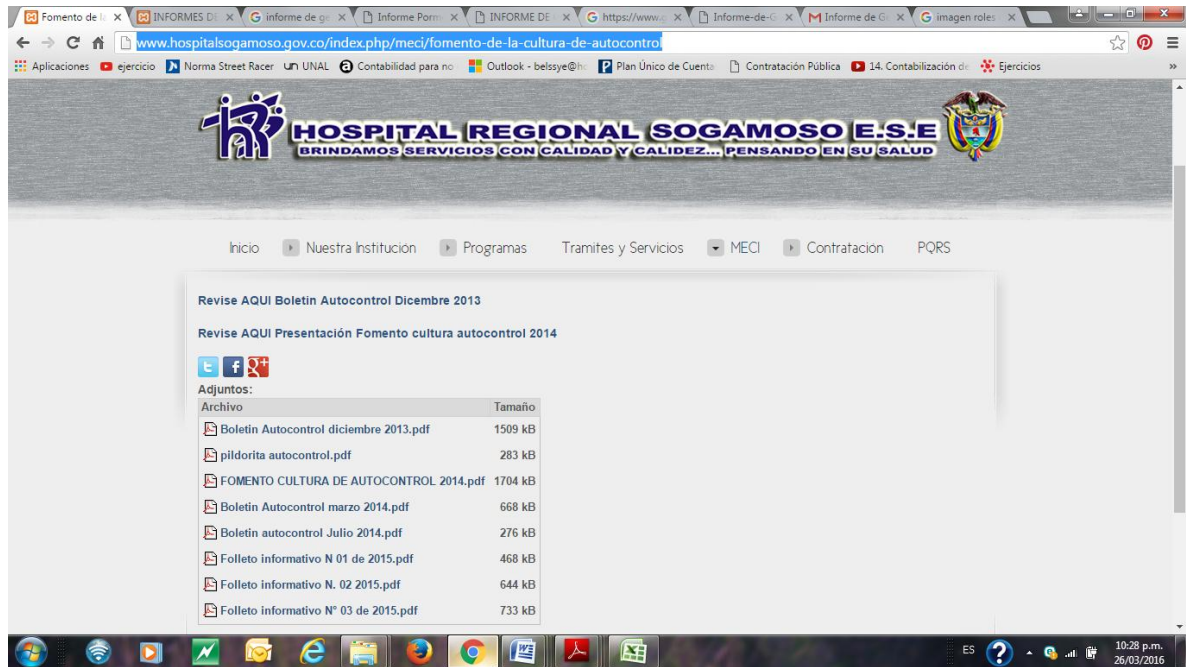 Fomento de la
INFORMES DE
informe de ge
Informe Porm
INFORME DE
https://www.g
Informe-de-G
Informe de G
imagen roles
www.hospitalsogamoso.gov.co/index.php/meci/fomento-de-la-cultura-de-autocontrol
Aplicaciones ejercicio Norma Street Racer UNAL Contabilidad para no Outlook - belssye@ho Plan Único de Cuenta Contratación Pública 14. Contabilización de Ejercicios »
HOSPITAL REGIONAL SOGAMOSO E.S.E
BRINDAMOS SERVICIOS CON CALIDAD Y CALIDEZ... PENSANDO EN SU SALUD
Inicio Nuestra Institución Programas Tramites y Servicios MECI Contratación PQRS
Revise AQUI Boletin Autocontrol Dicembre 2013
Revise AQUI Presentación Fomento cultura autocontrol 2014
Adjuntos:
Archivo Tamaño
Boletin Autocontrol diciembre 2013.pdf 1509 kB
pildorita autocontrol.pdf 283 kB
FOMENTO CULTURA DE AUTOCONTROL 2014.pdf 1704 kB
Boletin Autocontrol marzo 2014.pdf 668 kB
Boletin autocontrol Julio 2014.pdf 276 kB
Folleto informativo N 01 de 2015.pdf 468 kB
Folleto informativo N. 02 2015.pdf 644 kB
Folleto informativo N° 03 de 2015.pdf 733 kB
ES 10:28 p.m.
26/03/2016